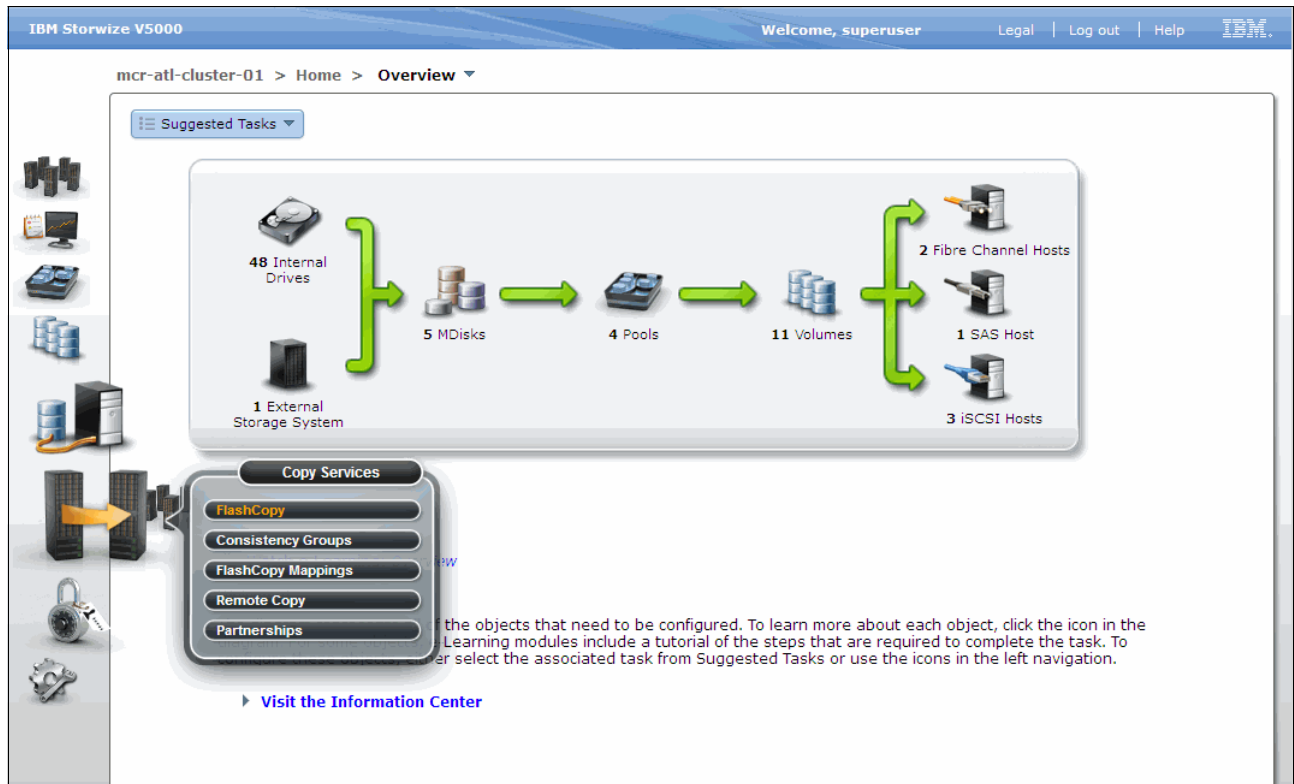 IBM Storwize V5000
Welcome, superuser
Legal | Log out | Help
IBM.
mcr-atl-cluster-01 > Home > Overview
Suggested Tasks
48 Internal
Drives
1 External
Storage System
5 MDisks
4 Pools
11 Volumes
2 Fibre Channel Hosts
1 SAS Host
3 iSCSI Hosts
Copy Services
FlashCopy
Consistency Groups
FlashCopy Mappings
Remote Copy
Partnerships
of the objects that need to be configured. To learn more about each object, click the icon in the
Learning modules include a tutorial of the steps that are required to complete the task. To
select the associated task from Suggested Tasks or use the icons in the left navigation.
Visit the Information Center